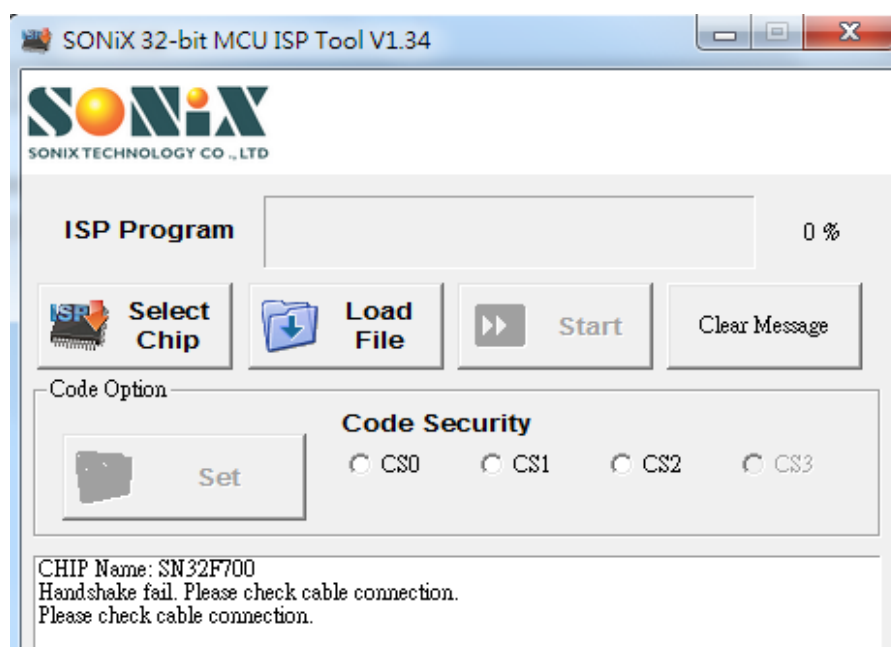 SONiX 32-bit MCU ISP Tool V1.34
SONiX
SONIX TECHNOLOGY CO ., LTD
ISP Program
0 %
ISP
Select
Chip
Load
File
Start
Clear Message
Code Option
Code Security
Set
CS0
CS1
CS2
CS3
CHIP Name: SN32F700
Handshake fail. Please check cable connection.
Please check cable connection.